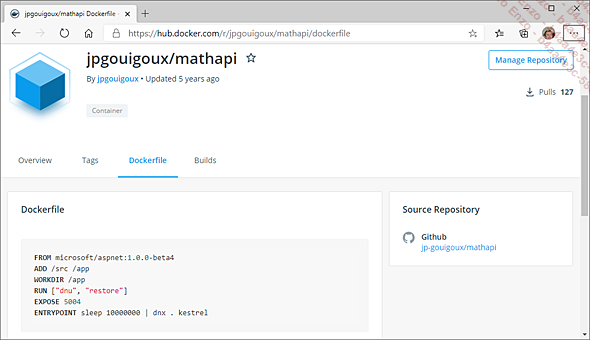 jpgouigoux/mathapi Dockerfile
https://hub.docker.com/r/jpgouigoux/mathapi/dockerfile
jpgouigoux/mathapi
Manage Repository
By jpgouigoux • Updated 5 years ago
Pulls 127
Container
Overview Tags Dockerfile Builds
Dockerfile
FROM microsoft/aspnet:1.0.0-beta4
ADD /src /app
WORKDIR /app
RUN ["dnu", "restore"]
EXPOSE 5004
ENTRYPOINT sleep 10000000 | dnx . kestrel
Source Repository
Github
jp-gouigoux/mathapi